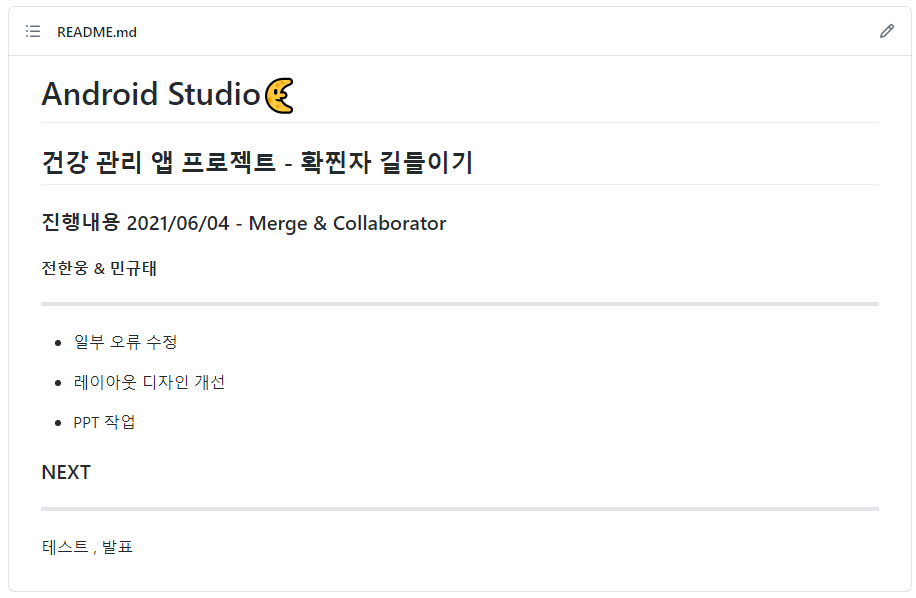 README.md
Android Studio🌜
건강 관리 앱 프로젝트 - 확찐자 길들이기
진행내용 2021/06/04 - Merge & Collaborator
전한웅 & 민규태
일부 오류 수정
레이아웃 디자인 개선
PPT 작업
NEXT
테스트 , 발표